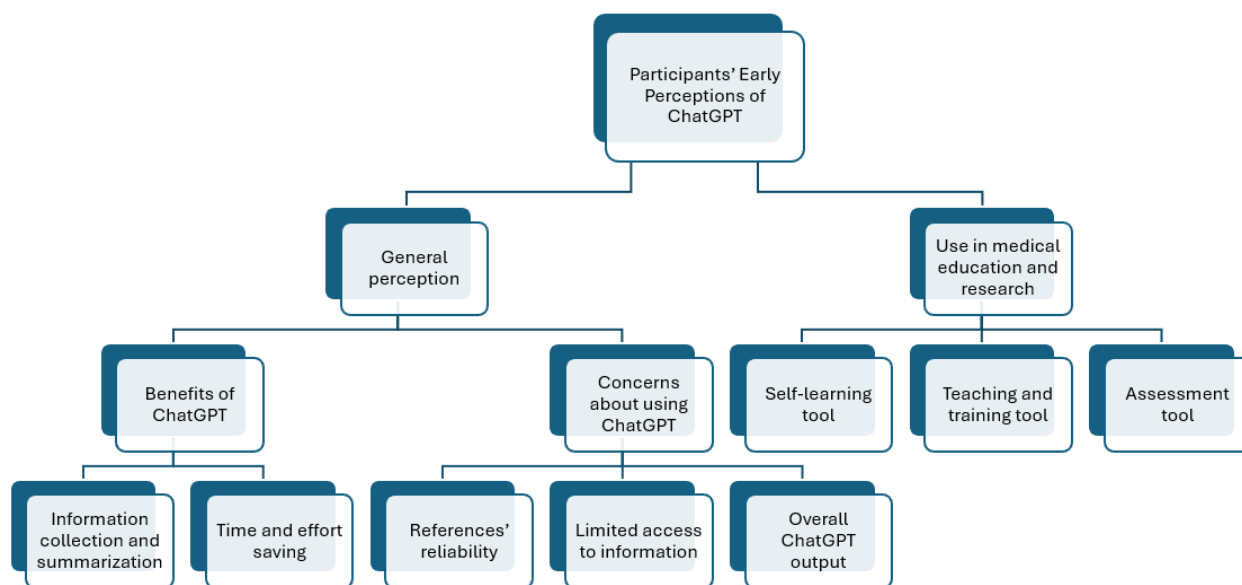 Participants’ Early
Perceptions of
ChatGPT
General
perception
Use in medical
education and
research
Benefits of
ChatGPT
Concerns
about using
ChatGPT
Self-learning
tool
Teaching and
training tool
Assessment
tool
Information
collection and
summarization
Time and effort
saving
References’
reliability
Limited access
to information
Overall
ChatGPT
output